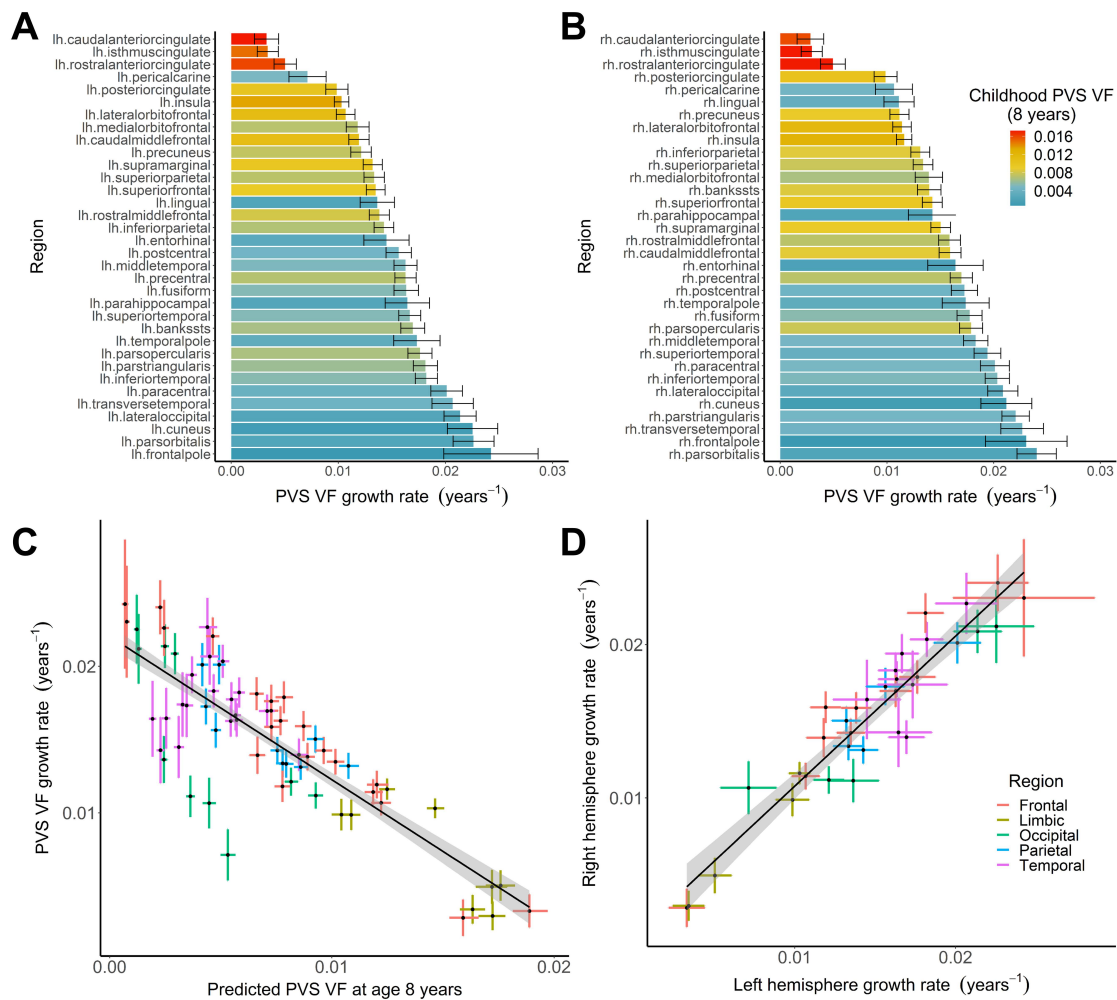 A
lh.caudalanteriorcingulate
lh.isthmuscingulate
lh.rostralanteriorcingulate
lh.pericalcarine
lh.posteriorcingulate
lh.insula
lh.lateralorbitofrontal
lh.medialorbitofrontal
lh.caudalmiddlefrontal
lh.precuneus
lh.supramarginal
lh.superiorparietal
lh.superiorfrontal
lh.lingual
lh.rostralmiddlefrontal
lh.inferiorparietal
lh.entorhinal
lh.postcentral
lh.middletemporal
lh.precentral
lh.fusiform
lh.parahippocampal
lh.superiortemporal
lh.bankssts
lh.temporalpole
lh.parsopercularis
lh.parstriangularis
lh.inferiortemporal
lh.paracentral
lh.transversetemporal
lh.lateraloccipital
lh.cuneus
lh.parsorbitalis
lh.frontalpole
Region
0.00 0.01 0.02 0.03
PVS VF growth rate (years⁻¹)
B
rh.caudalanteriorcingulate
rh.isthmuscingulate
rh.rostralanteriorcingulate
rh.posteriorcingulate
rh.pericalcarine
rh.lingual
rh.precuneus
rh.lateralorbitofrontal
rh.insula
rh.inferiorparietal
rh.superiorparietal
rh.medialorbitofrontal
rh.bankssts
rh.superiorfrontal
rh.parahippocampal
rh.supramarginal
rh.rostralmiddlefrontal
rh.caudalmiddlefrontal
rh.entorhinal
rh.precentral
rh.postcentral
rh.temporalpole
rh.fusiform
rh.parsopercularis
rh.middletemporal
rh.superiortemporal
rh.paracentral
rh.inferiortemporal
rh.lateraloccipital
rh.cuneus
rh.parstriangularis
rh.transversetemporal
rh.frontalpole
rh.parsorbitalis
Region
0.00 0.01 0.02 0.03
PVS VF growth rate (years⁻¹)
Childhood PVS VF
(8 years)
0.016
0.012
0.008
0.004
C
PVS VF growth rate (years⁻¹)
0.02
0.01
0.00 0.01 0.02
Predicted PVS VF at age 8 years
D
Right hemisphere growth rate (years⁻¹)
0.02
0.01
0.01 0.02
Left hemisphere growth rate (years⁻¹)
Region
Frontal
Limbic
Occipital
Parietal
Temporal